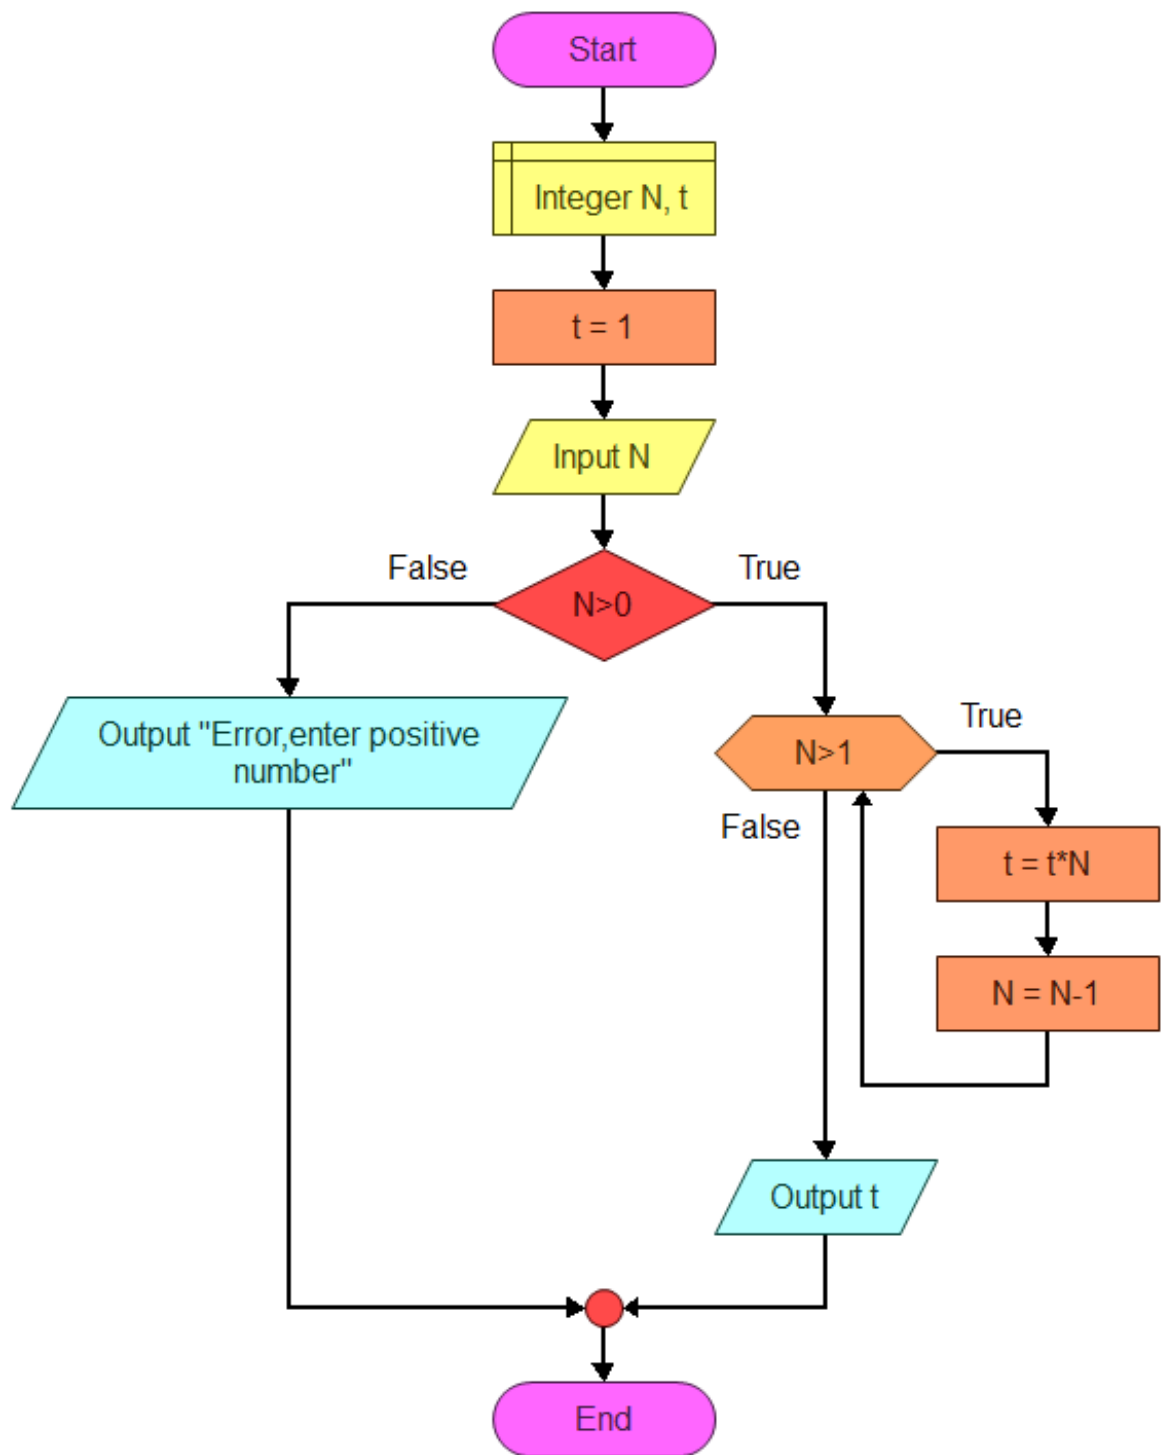 Start
Integer N, t
t = 1
Input N
False
True
N>0
Output "Error,enter positive
number"
True
N>1
False
t = t*N
N = N-1
Output t
End